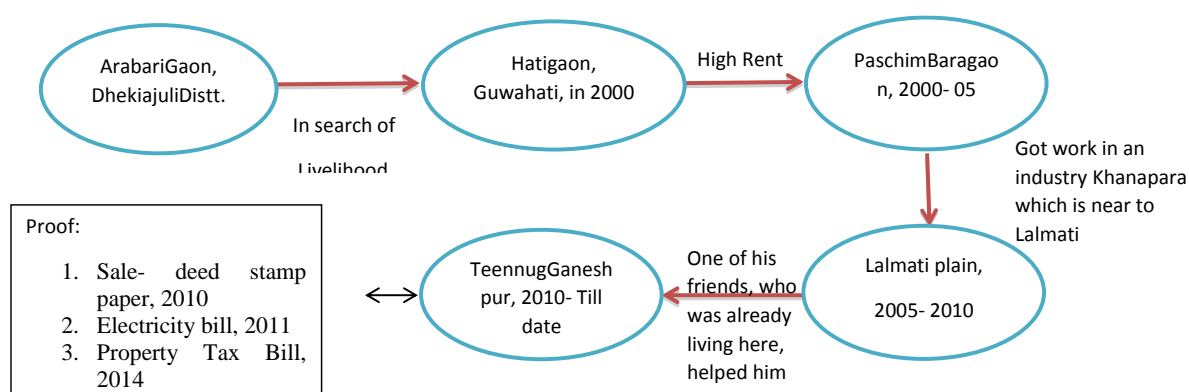 ArabariGaon,
DhekiajuliDistt.
In search of
Livelihood
Hatigaon,
Guwahati, in 2000
High Rent
PaschimBaragao
n, 2000- 05
Got work in an
industry Khanapara
which is near to
Lalmati
Lalmati plain,
2005- 2010
One of his
friends, who
was already
living here,
helped him
TeennugGanesh
pur, 2010- Till
date
Proof:
1. Sale- deed stamp
paper, 2010
2. Electricity bill, 2011
3. Property Tax Bill,
2014